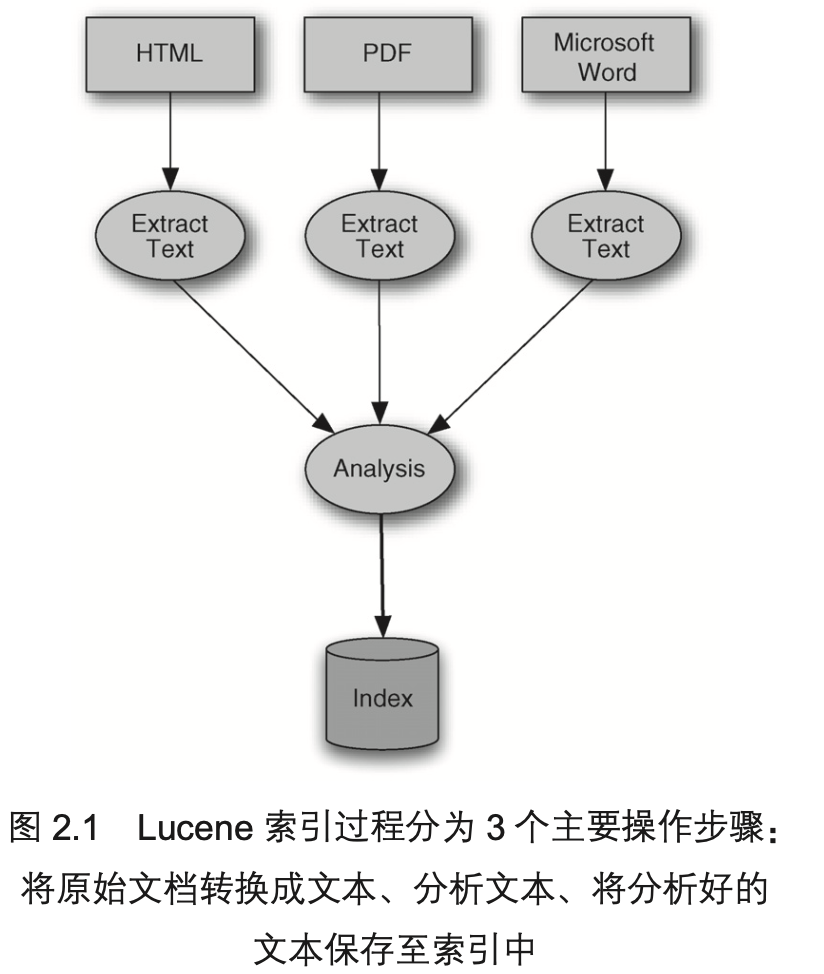 HTML
PDF
Microsoft
Word
Extract
Text
Extract
Text
Extract
Text
Analysis
Index
图 2.1 Lucene 索引过程分为 3 个主要操作步骤：
将原始文档转换成文本、分析文本、将分析好的
文本保存至索引中